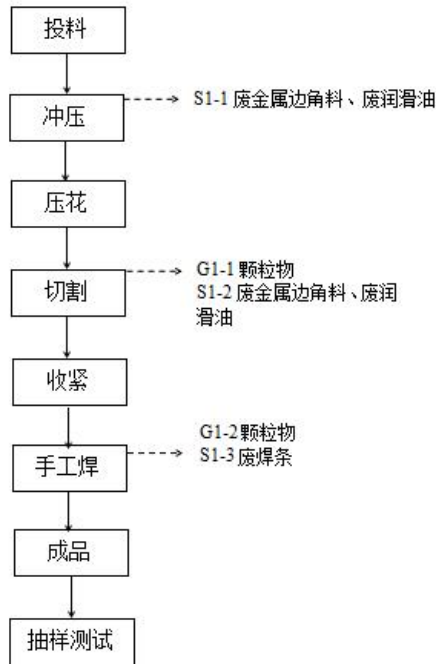 投料
冲压
S1-1 废金属边角料、废润滑油
压花
切割
G1-1 颗粒物
S1-2 废金属边角料、废润
滑油
收紧
手工焊
G1-2 颗粒物
S1-3 废焊条
成品
抽样测试